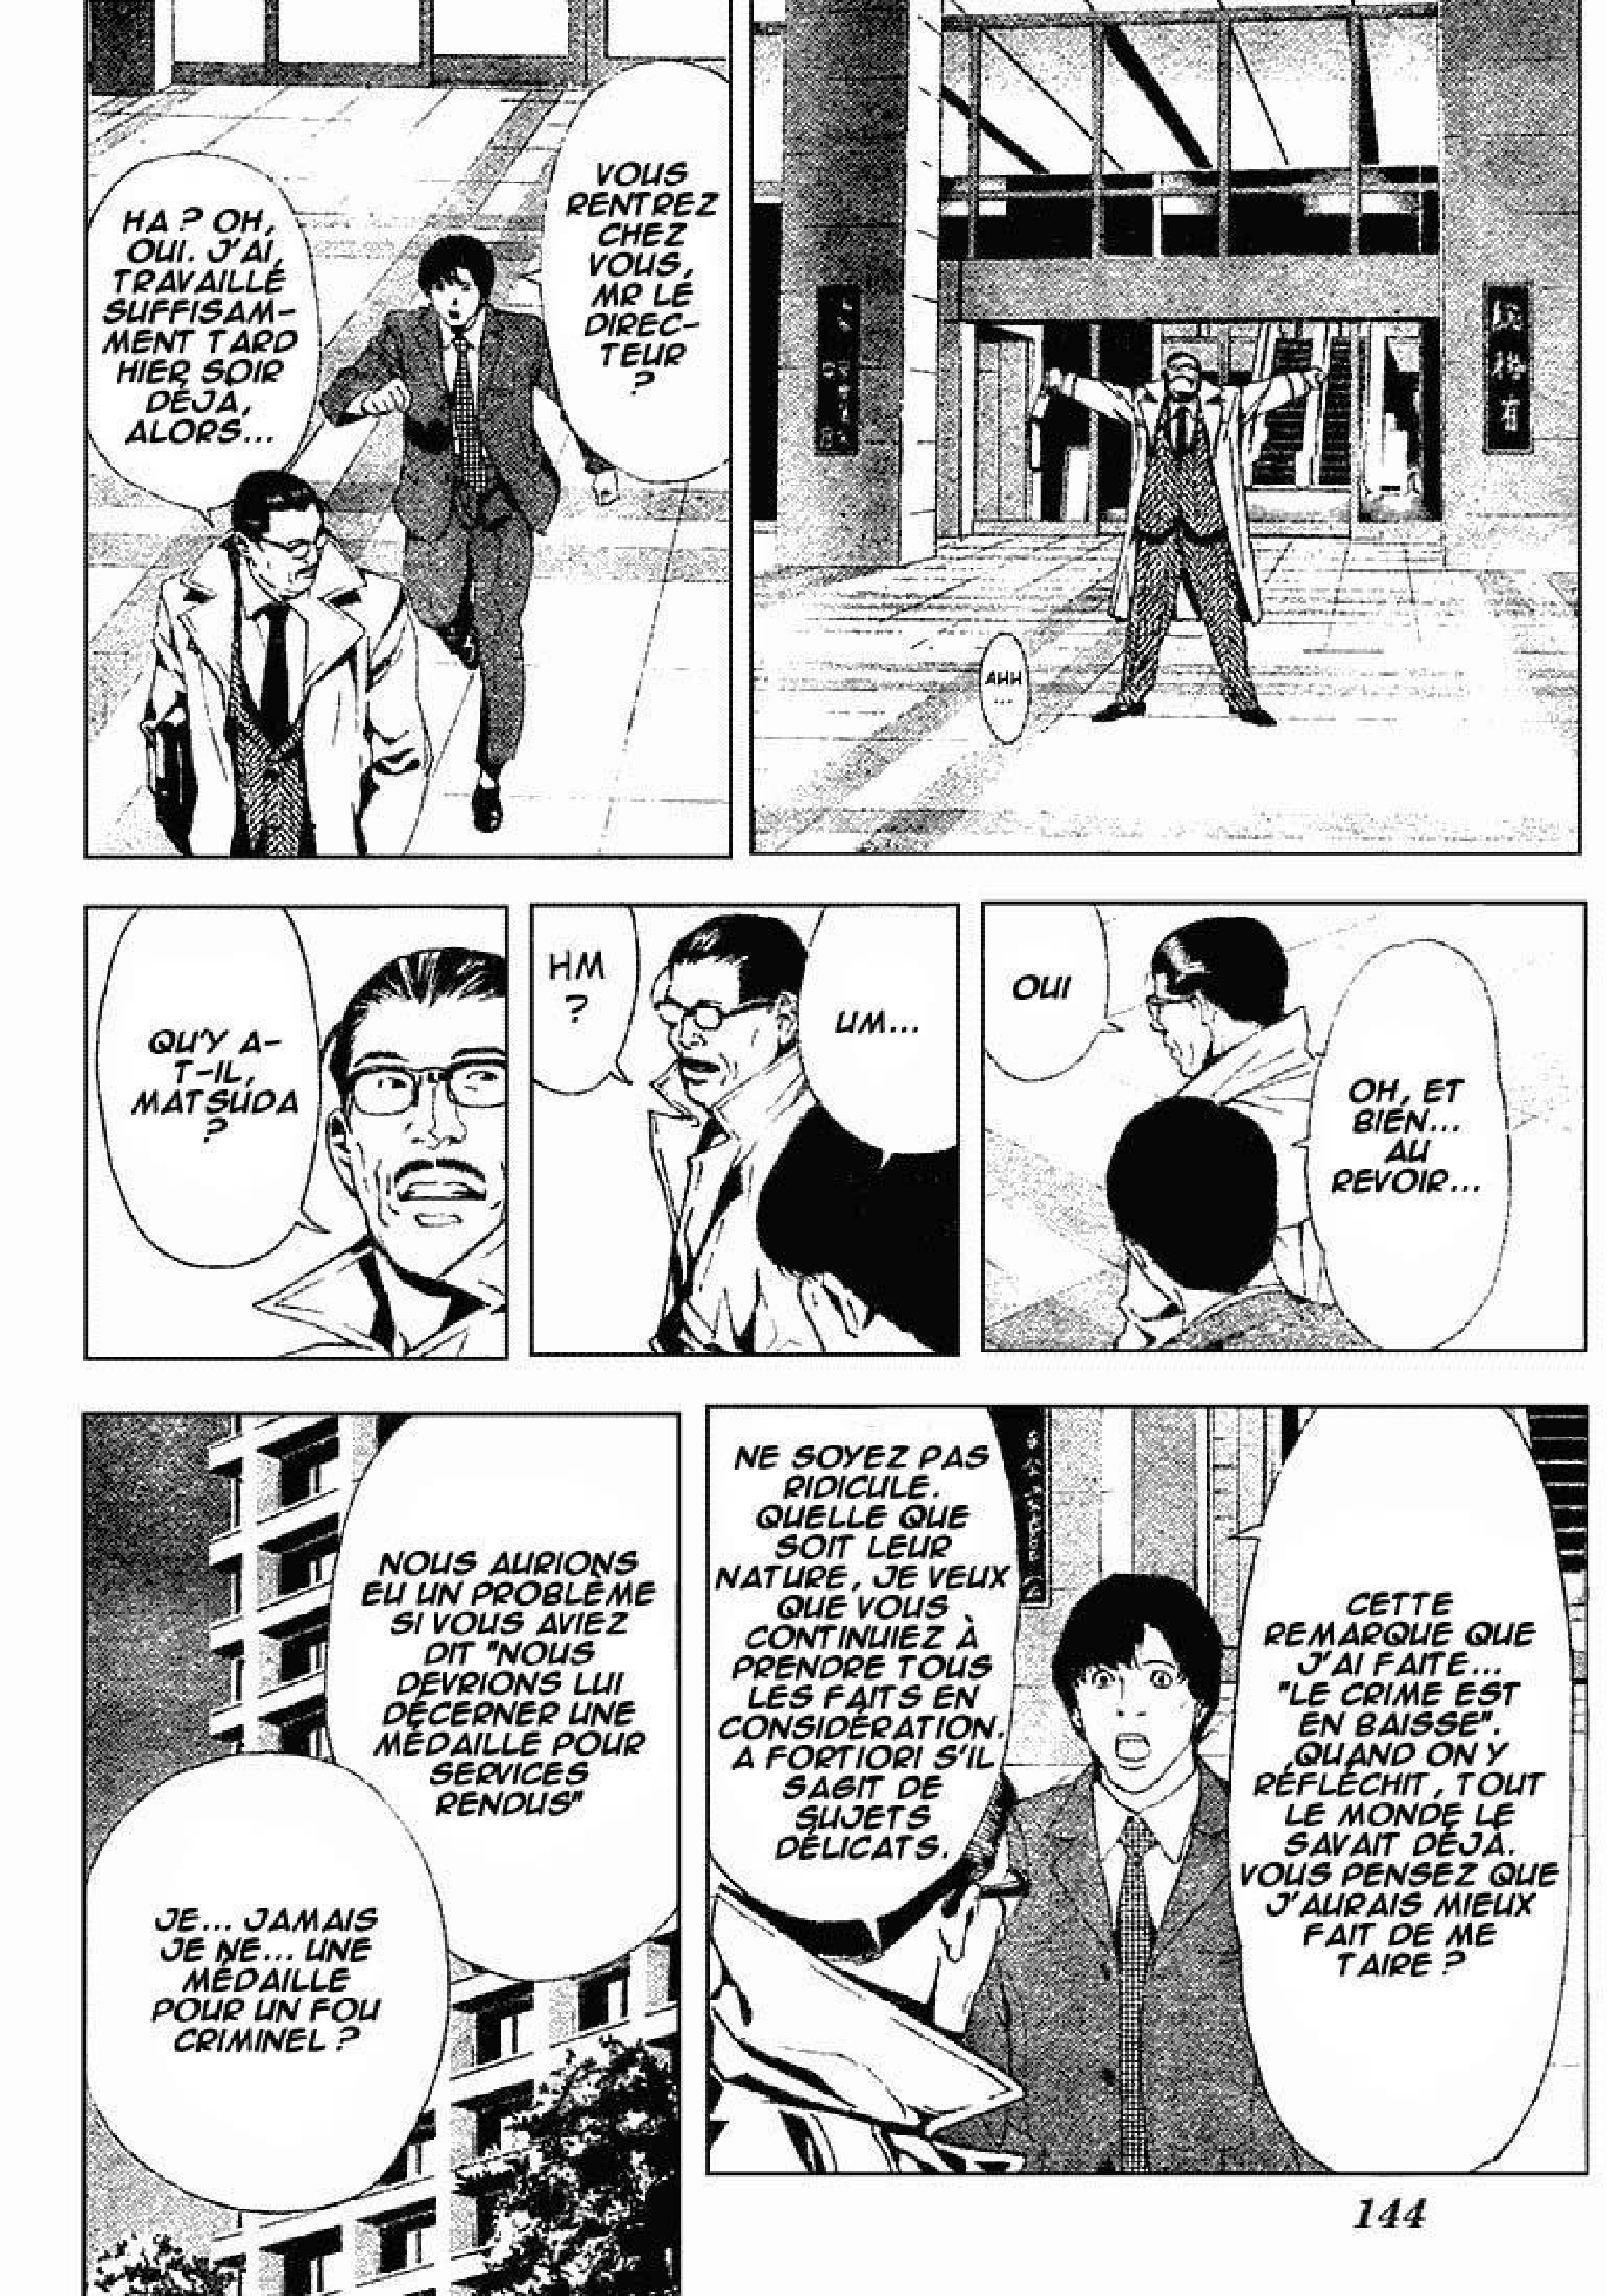 AHH
...
VOUS
RENTREZ
CHEZ
VOUS,
MR LE
DIREC-
TEUR
?
HA ? OH,
OUI. J'AI
TRAVAILLÉ
SUFFISAM-
MENT TARD
HIER SOIR
DÉJÀ,
ALORS...
OH, ET
BIEN...
AU
REVOIR...
OUI
UM...
HM
?
QU'Y A-
T-IL,
MATSUDA
?
CETTE
REMARQUE QUE
J'AI FAITE...
"LE CRIME EST
EN BAISSE".
QUAND ON Y
RÉFLÉCHIT, TOUT
LE MONDE LE
SAVAIT DÉJÀ.
VOUS PENSEZ QUE
J'AURAIS MIEUX
FAIT DE ME
TAIRE ?
NE SOYEZ PAS
RIDICULE.
QUELLE QUE
SOIT LEUR
NATURE, JE VEUX
QUE VOUS
CONTINUIEZ À
PRENDRE TOUS
LES FAITS EN
CONSIDÉRATION.
A FORTIORI S'IL
SAGIT DE
SUJETS
DÉLICATS.
NOUS AURIONS
EU UN PROBLÈME
SI VOUS AVIEZ
DIT "NOUS
DEVRIONS LUI
DÉCERNER UNE
MÉDAILLE POUR
SERVICES
RENDUS"
JE... JAMAIS
JE NE... UNE
MÉDAILLE
POUR UN FOU
CRIMINEL ?
144